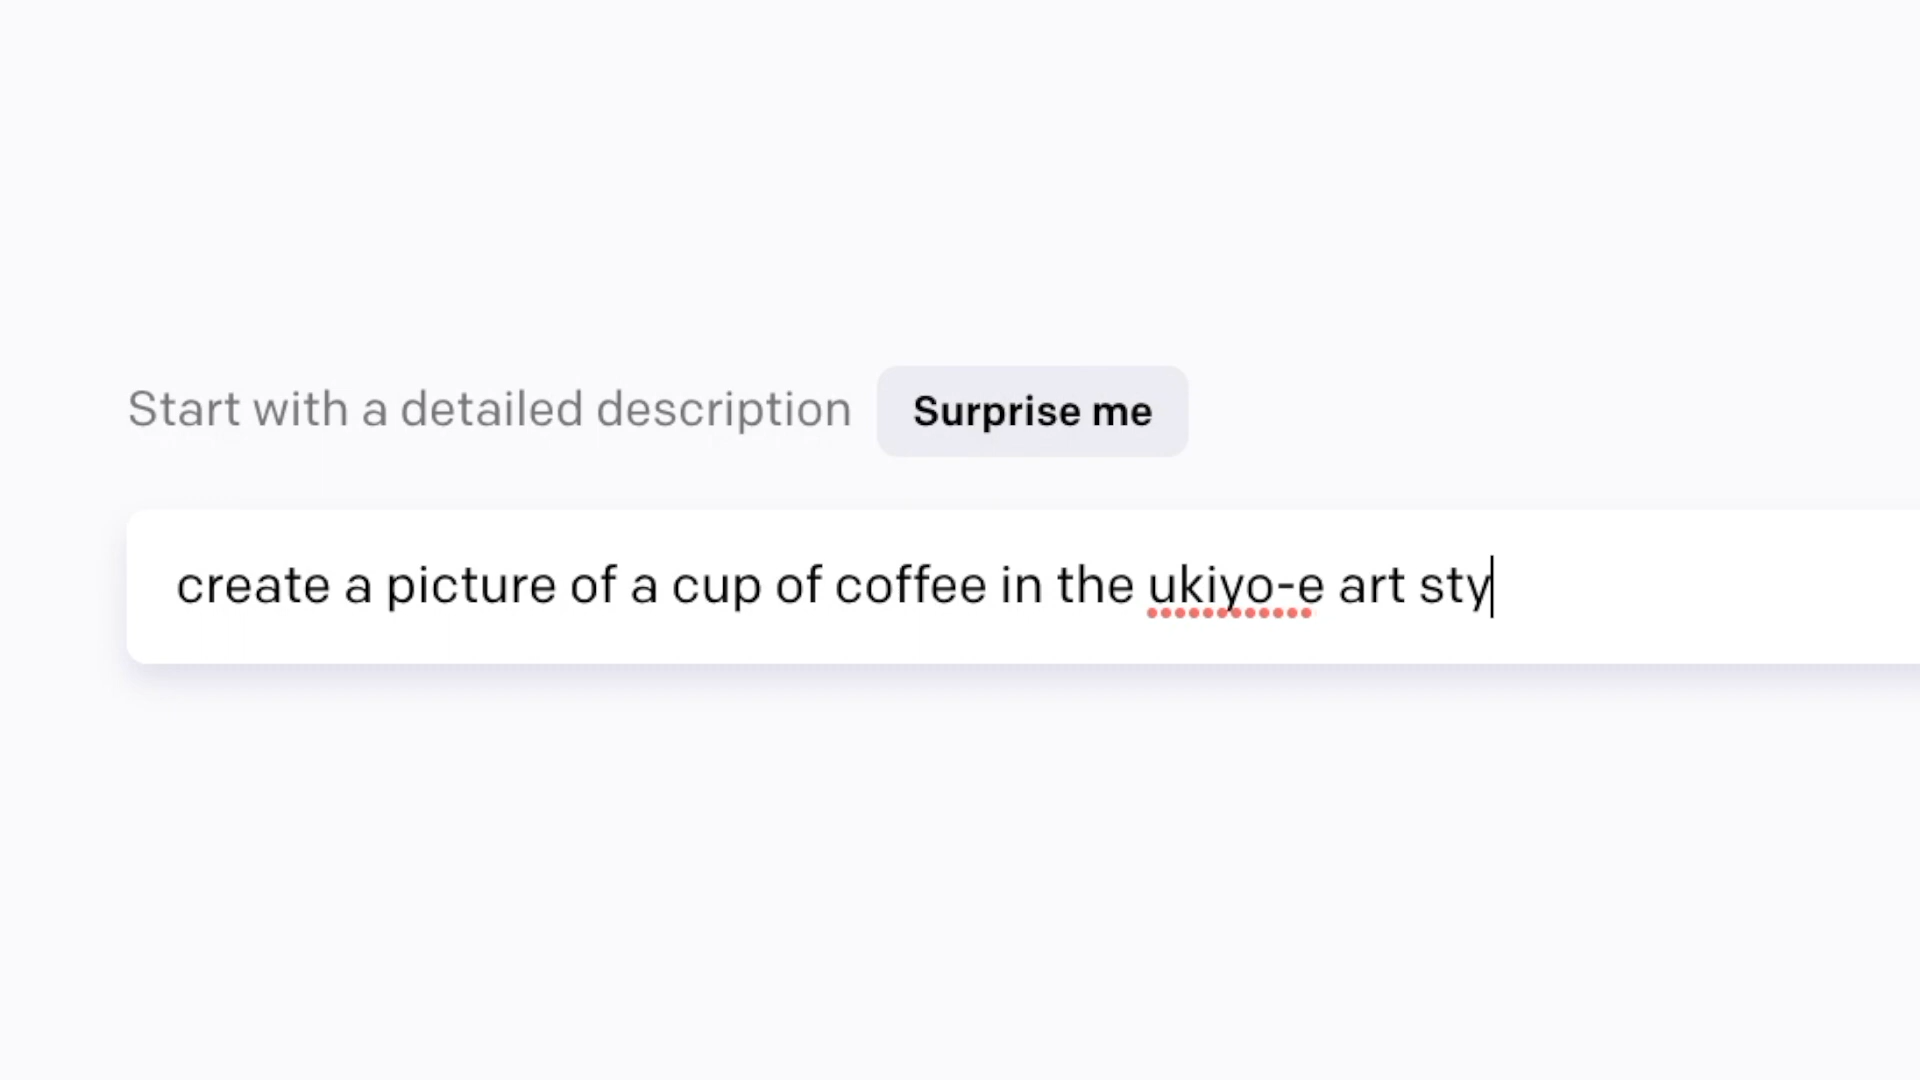 Start with a detailed description Surprise me
create a picture of a cup of coffee in the ukiyo-e art sty